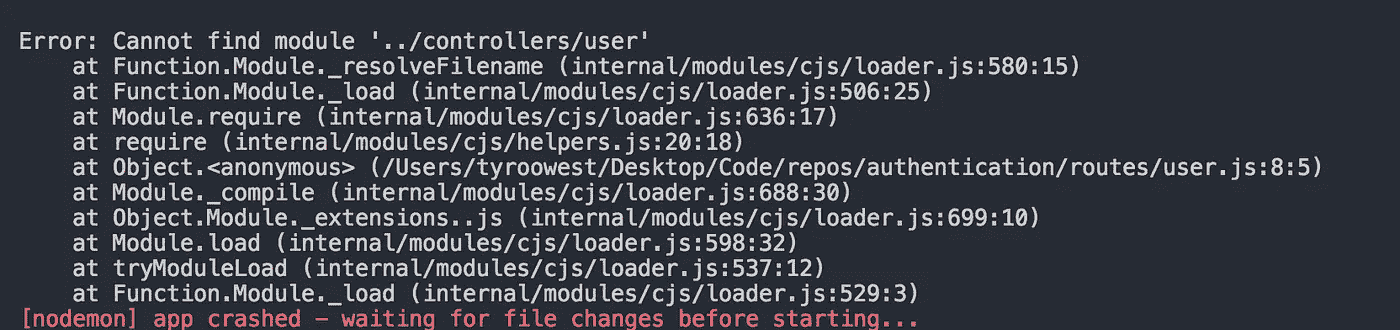 Error: Cannot find module '../controllers/user'
    at Function.Module._resolveFilename (internal/modules/cjs/loader.js:580:15)
    at Function.Module._load (internal/modules/cjs/loader.js:506:25)
    at Module.require (internal/modules/cjs/loader.js:636:17)
    at require (internal/modules/cjs/helpers.js:20:18)
    at Object.<anonymous> (/Users/tyroowest/Desktop/Code/repos/authentication/routes/user.js:8:5)
    at Module._compile (internal/modules/cjs/loader.js:688:30)
    at Object.Module._extensions..js (internal/modules/cjs/loader.js:699:10)
    at Module.load (internal/modules/cjs/loader.js:598:32)
    at tryModuleLoad (internal/modules/cjs/loader.js:537:12)
    at Function.Module._load (internal/modules/cjs/loader.js:529:3)
[nodemon] app crashed – waiting for file changes before starting...